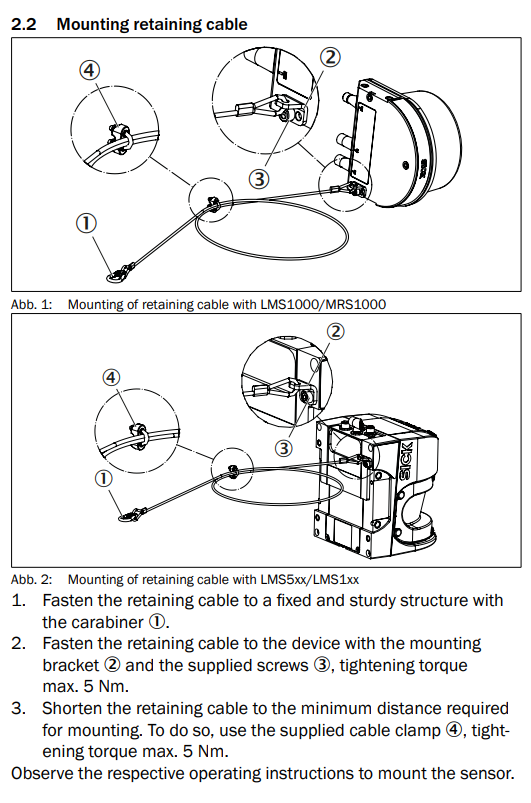 2.2 Mounting retaining cable
④
②
③
①
SICK
Abb. 1: Mounting of retaining cable with LMS1000/MRS1000
②
④
③
①
SICK
Abb. 2: Mounting of retaining cable with LMS5xx/LMS1xx
1. Fasten the retaining cable to a fixed and sturdy structure with
the carabiner ①.
2. Fasten the retaining cable to the device with the mounting
bracket ② and the supplied screws ③, tightening torque
max. 5 Nm.
3. Shorten the retaining cable to the minimum distance required
for mounting. To do so, use the supplied cable clamp ④, tight-
ening torque max. 5 Nm.
Observe the respective operating instructions to mount the sensor.